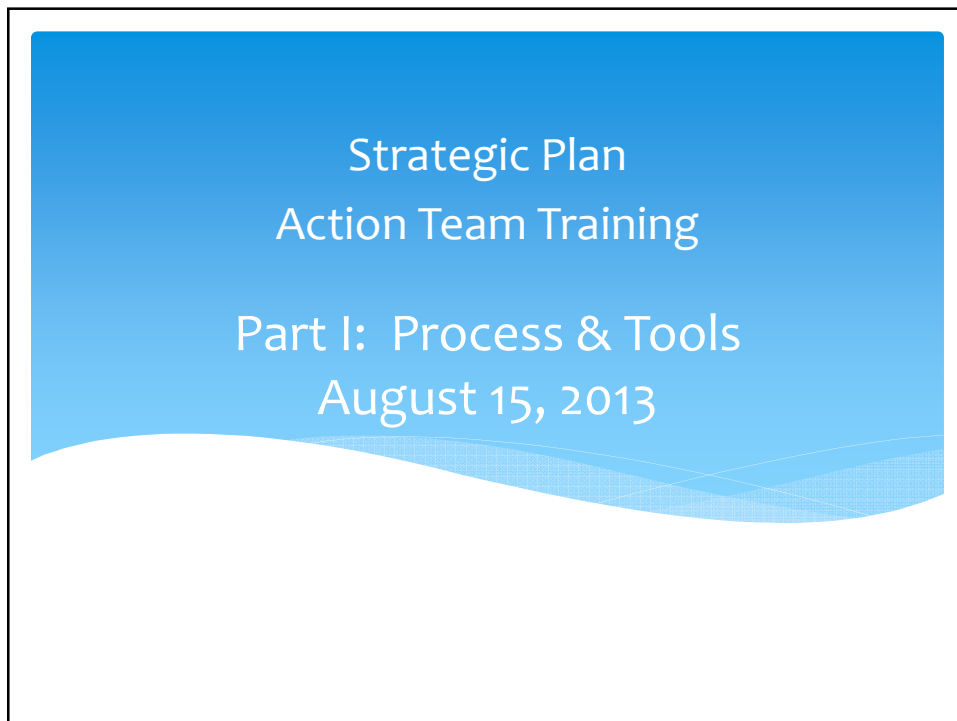 Strategic Plan
Action Team Training
Part I: Process & Tools
August 15, 2013